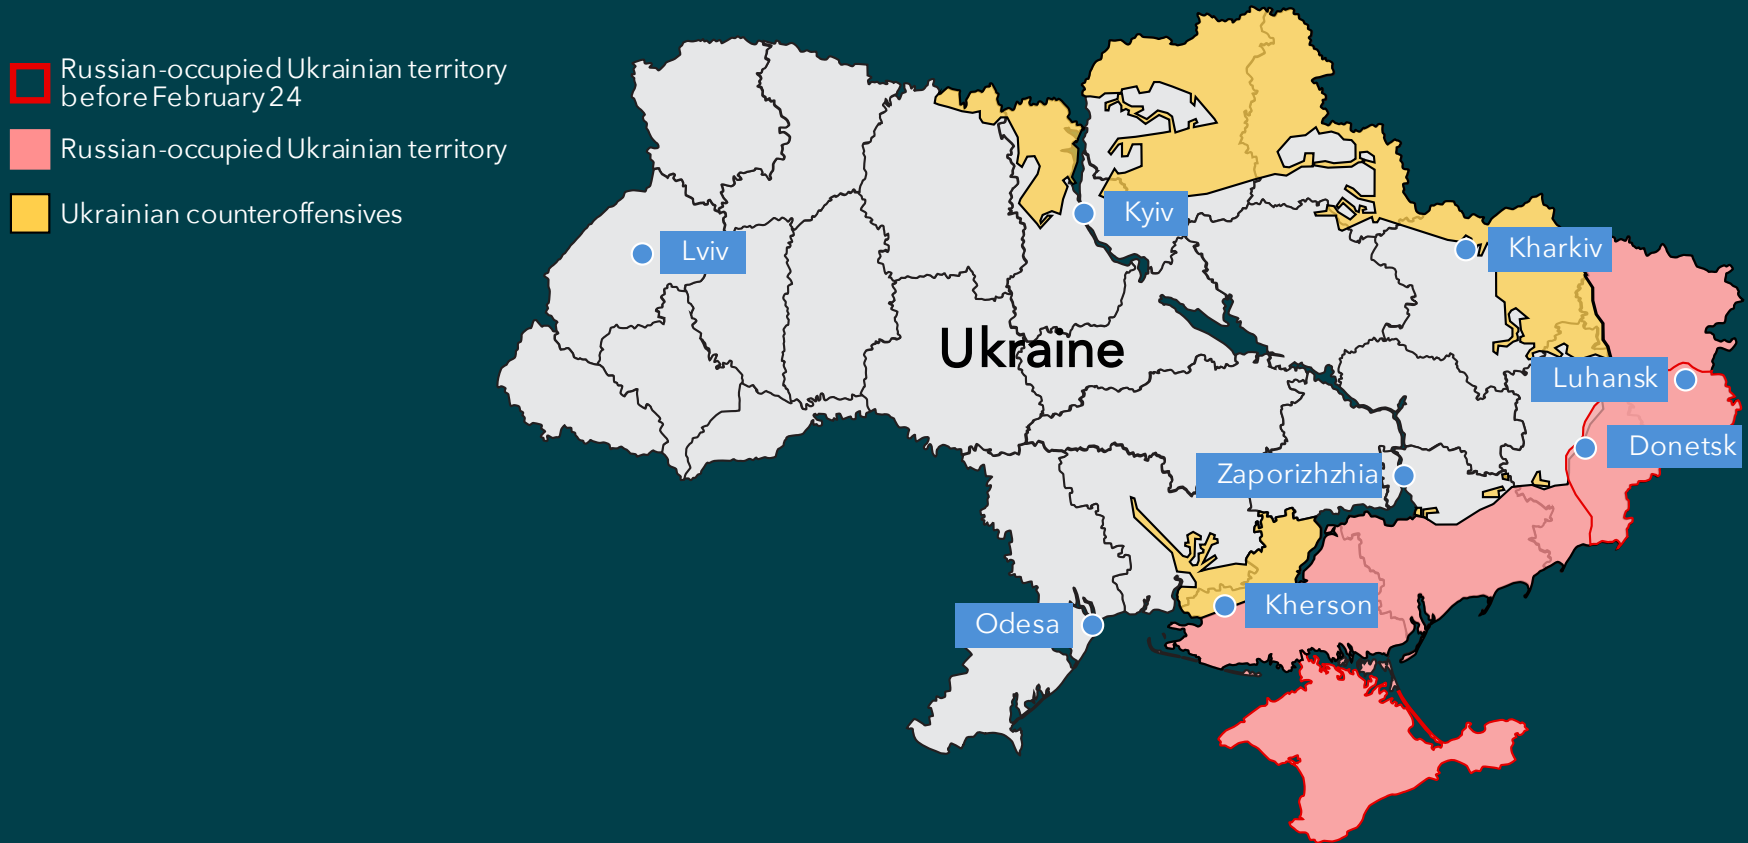 Russian-occupied Ukrainian territory
before February 24
Russian-occupied Ukrainian territory
Ukrainian counteroffensives
Kyiv
Lviv
Kharkiv
Ukraine
Luhansk
Donetsk
Zaporizhzhia
Kherson
Odesa